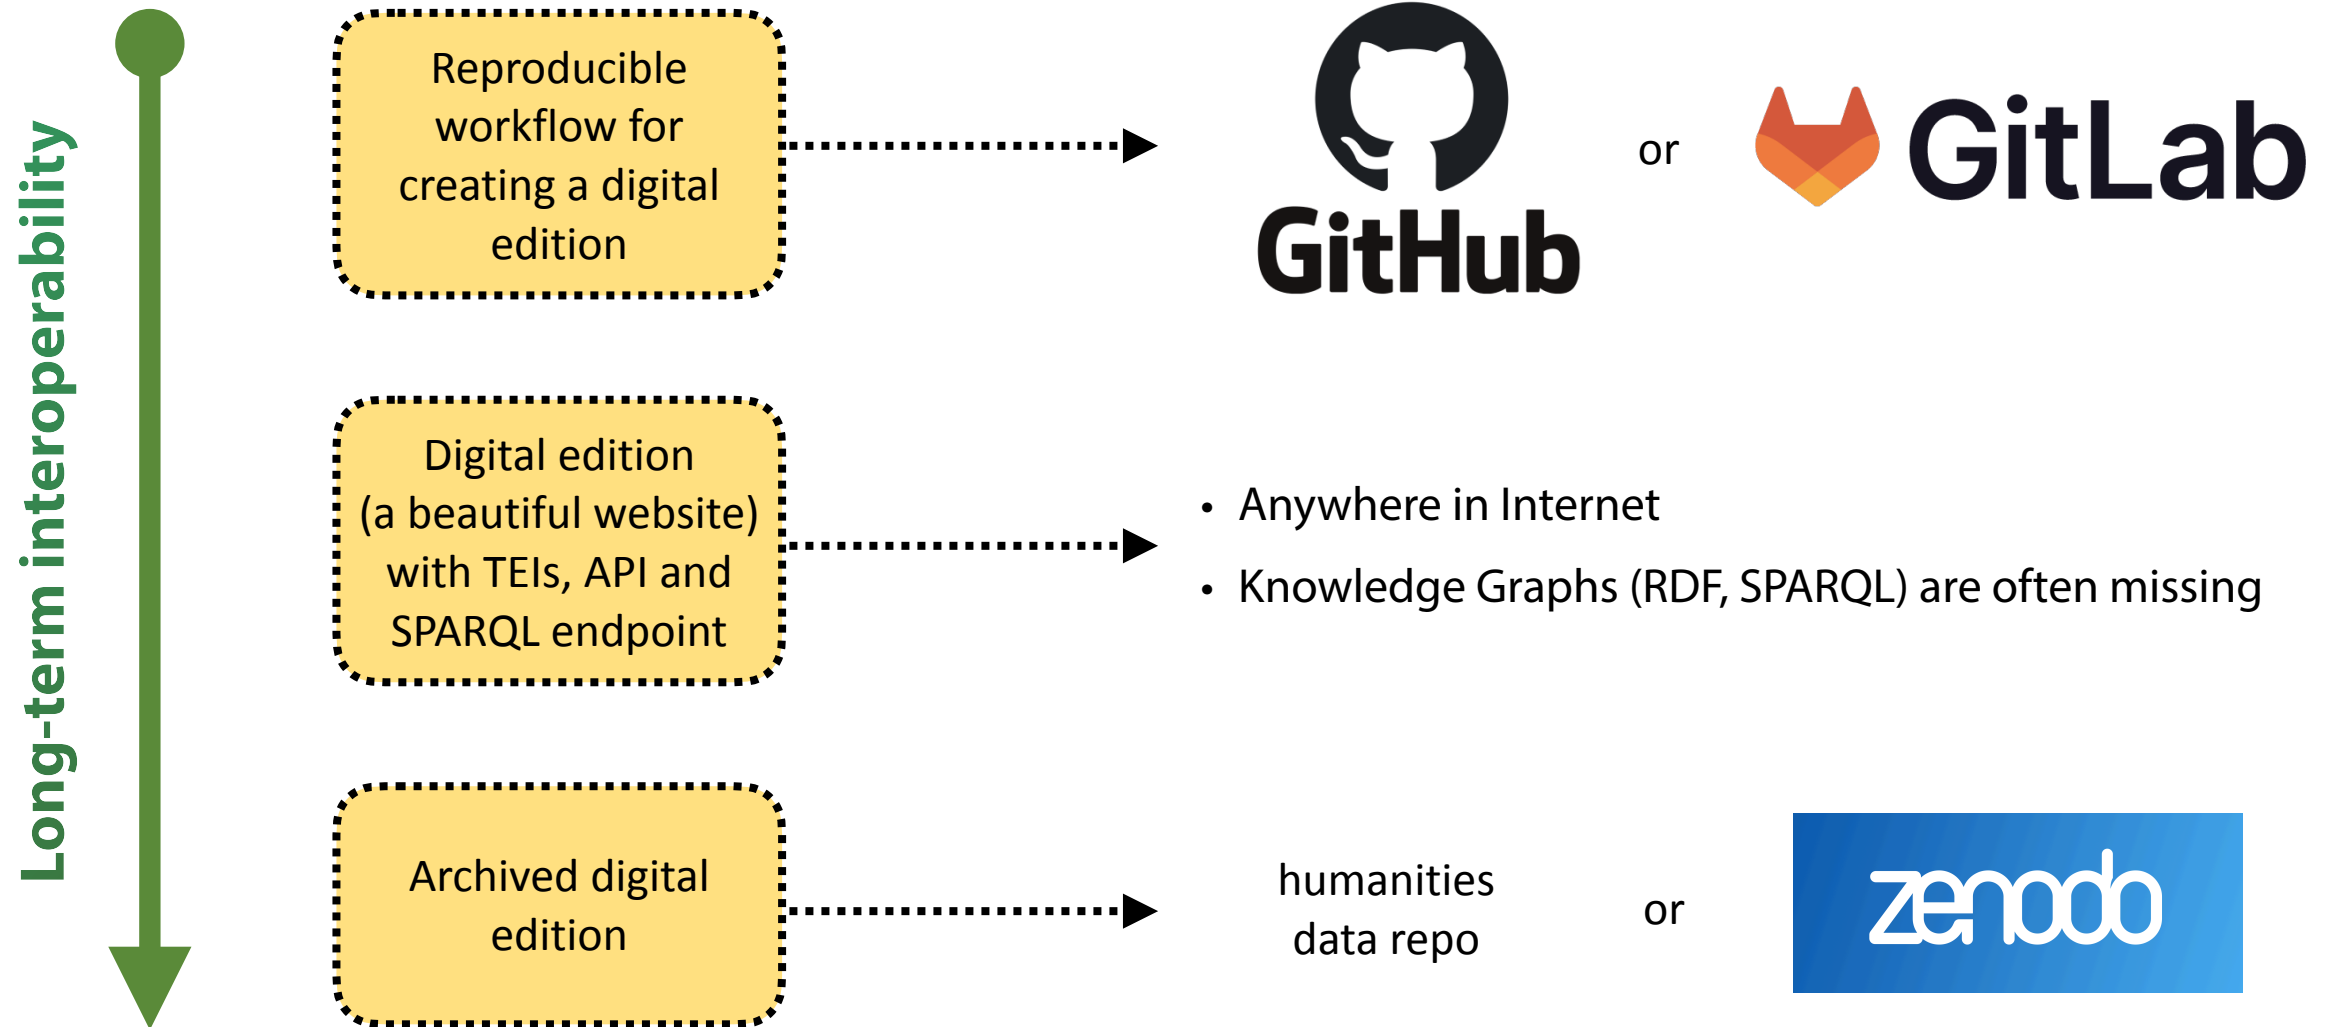 Long-term interoperability
Reproducible
workflow for
creating a digital
edition
GitHub
or
GitLab
Digital edition
(a beautiful website)
with TEIs, API and
SPARQL endpoint
• Anywhere in Internet
• Knowledge Graphs (RDF, SPARQL) are often missing
Archived digital
edition
humanities
data repo
or
zenodo